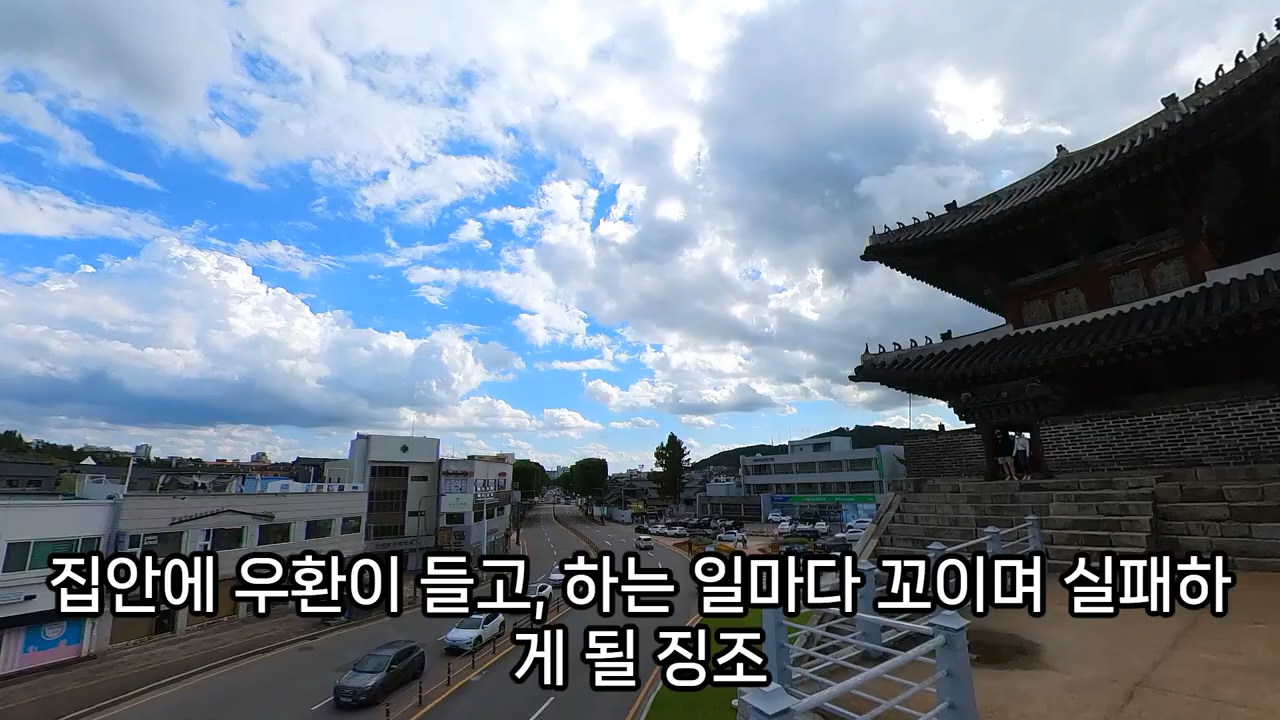 집안에 우환이 들고, 하는 일마다 꼬이며 실패하
게 될 징조